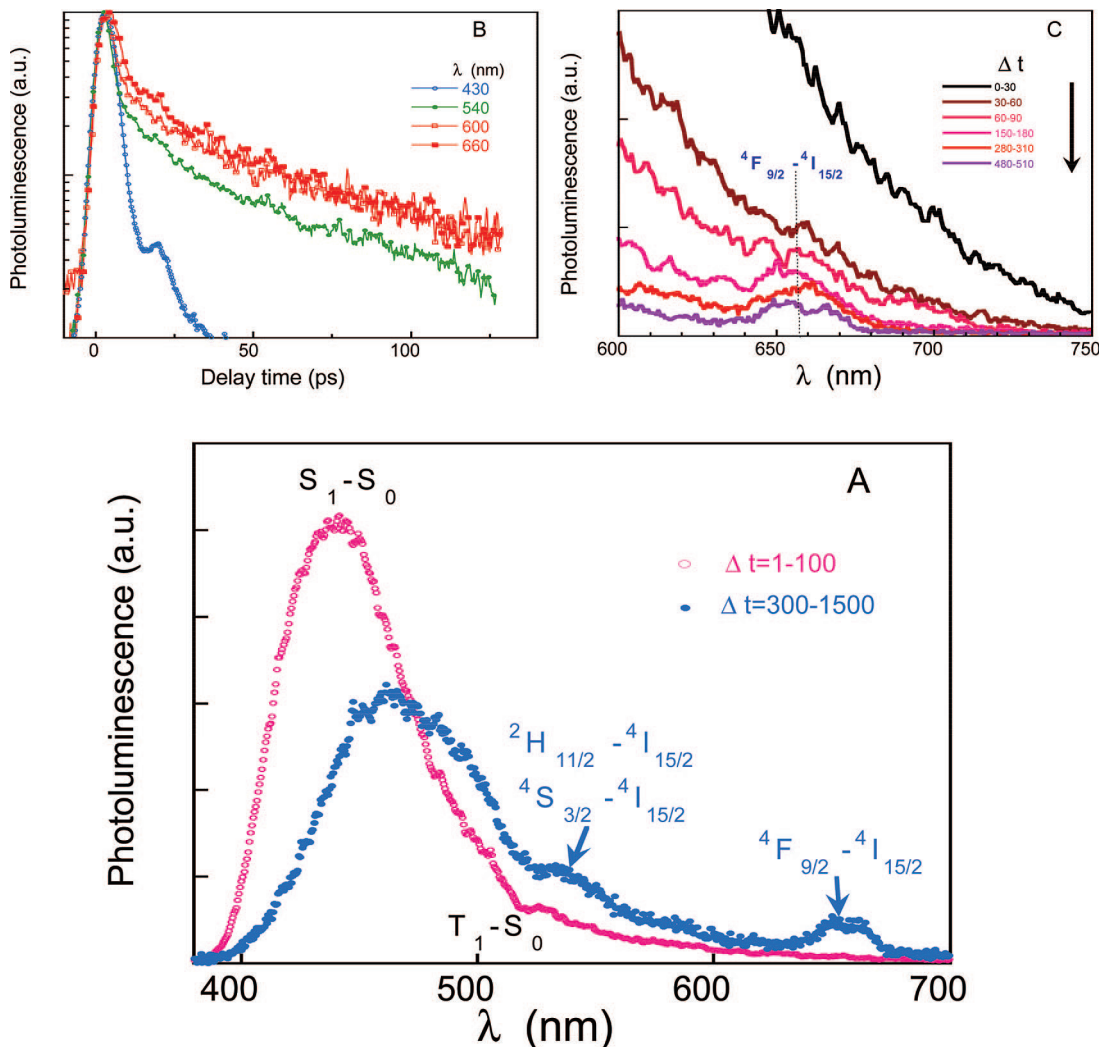 B
λ (nm)
430
540
600
660
Photoluminescence (a.u.)
0
50
100
Delay time (ps)
C
Δ t
0-30
30-60
60-90
150-180
280-310
480-510
⁴F₉/₂ - ⁴I₁₅/₂
Photoluminescence (a.u.)
600
650
700
750
λ (nm)
A
S₁-S₀
Δ t=1-100
Δ t=300-1500
²H₁₁/₂ - ⁴I₁₅/₂
⁴S₃/₂ - ⁴I₁₅/₂
⁴F₉/₂ - ⁴I₁₅/₂
T₁-S₀
Photoluminescence (a.u.)
400
500
600
700
λ (nm)